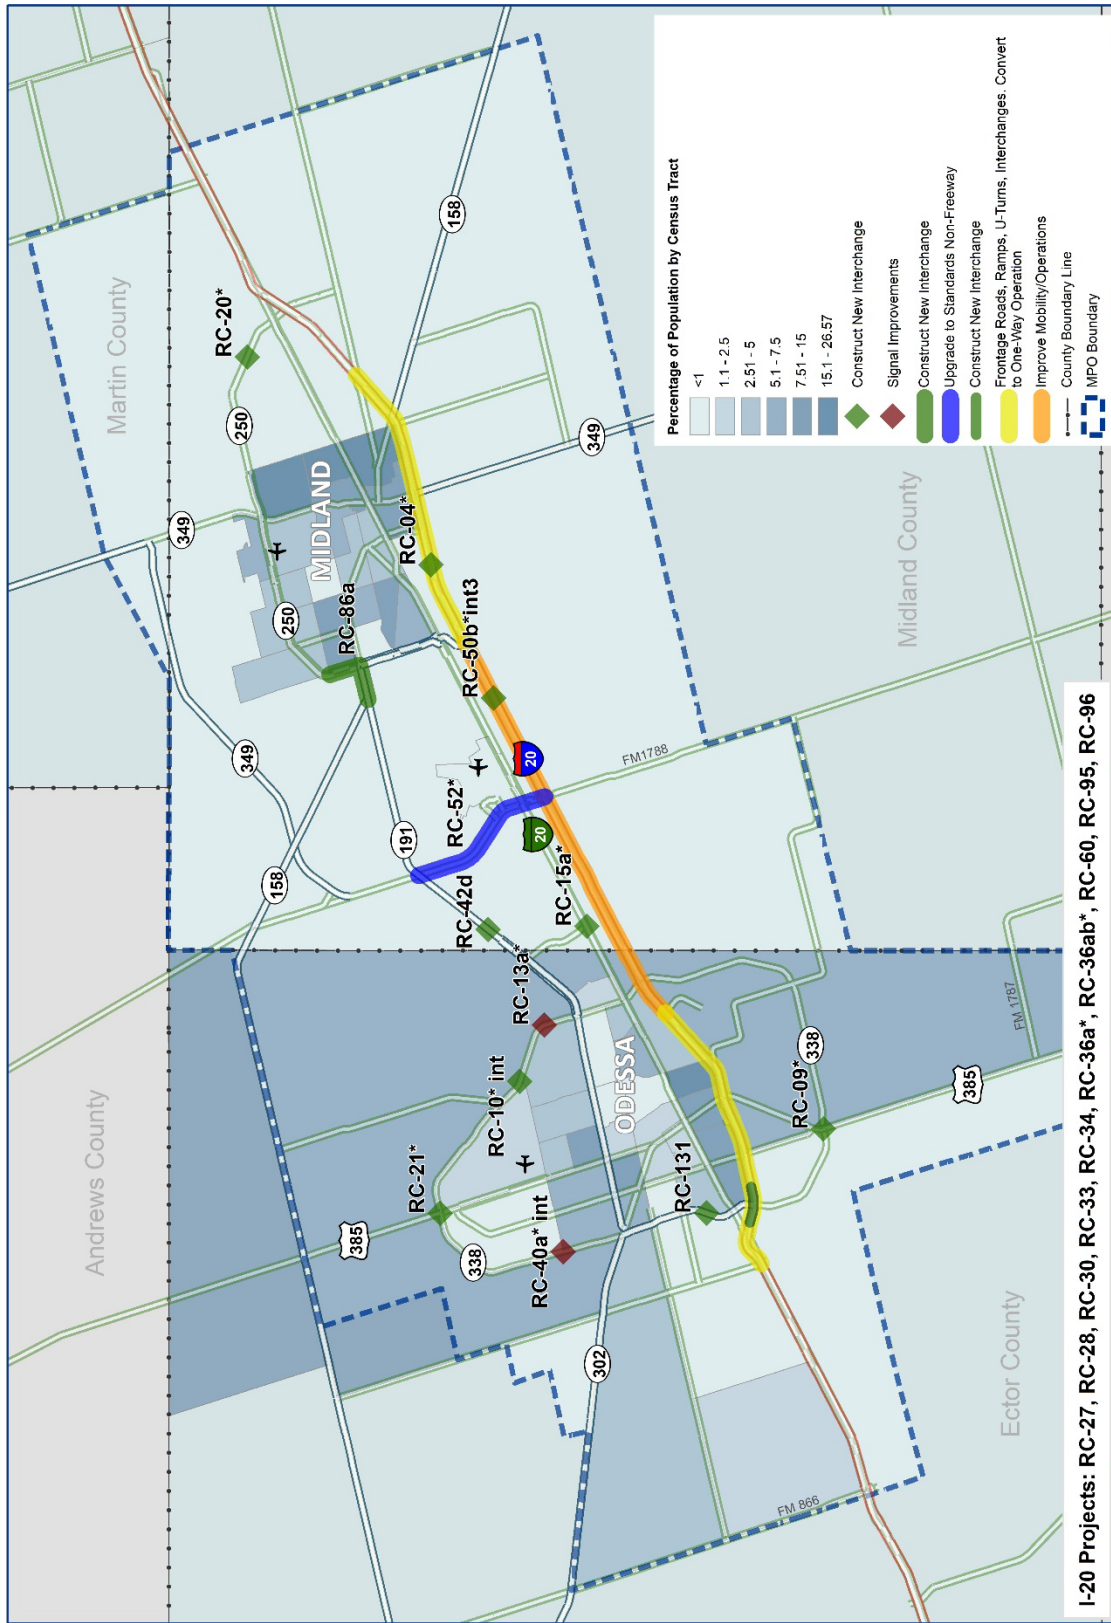 Andrews County
Martin County
Midland County
Ector County
MIDLAND
ODESSA
RC-20*
RC-04*
RC-86a
RC-50b*int3
RC-52*
RC-42d
RC-15a*
RC-13a*
RC-10* int
RC-21*
RC-40a* int
RC-131
RC-09*
349
349
349
250
250
158
158
191
20
20
338
338
385
385
302
FM1788
FM 1787
FM 866
Percentage of Population by Census Tract
<1
1.1 - 2.5
2.51 - 5
5.1 - 7.5
7.51 - 15
15.1 - 26.57
Construct New Interchange
Signal Improvements
Construct New Interchange
Upgrade to Standards Non-Freeway
Construct New Interchange
Frontage Roads, Ramps, U-Turns, Interchanges. Convert
to One-Way Operation
Improve Mobility/Operations
County Boundary Line
MPO Boundary
I-20 Projects: RC-27, RC-28, RC-30, RC-33, RC-34, RC-36a*, RC-36ab*, RC-60, RC-95, RC-96